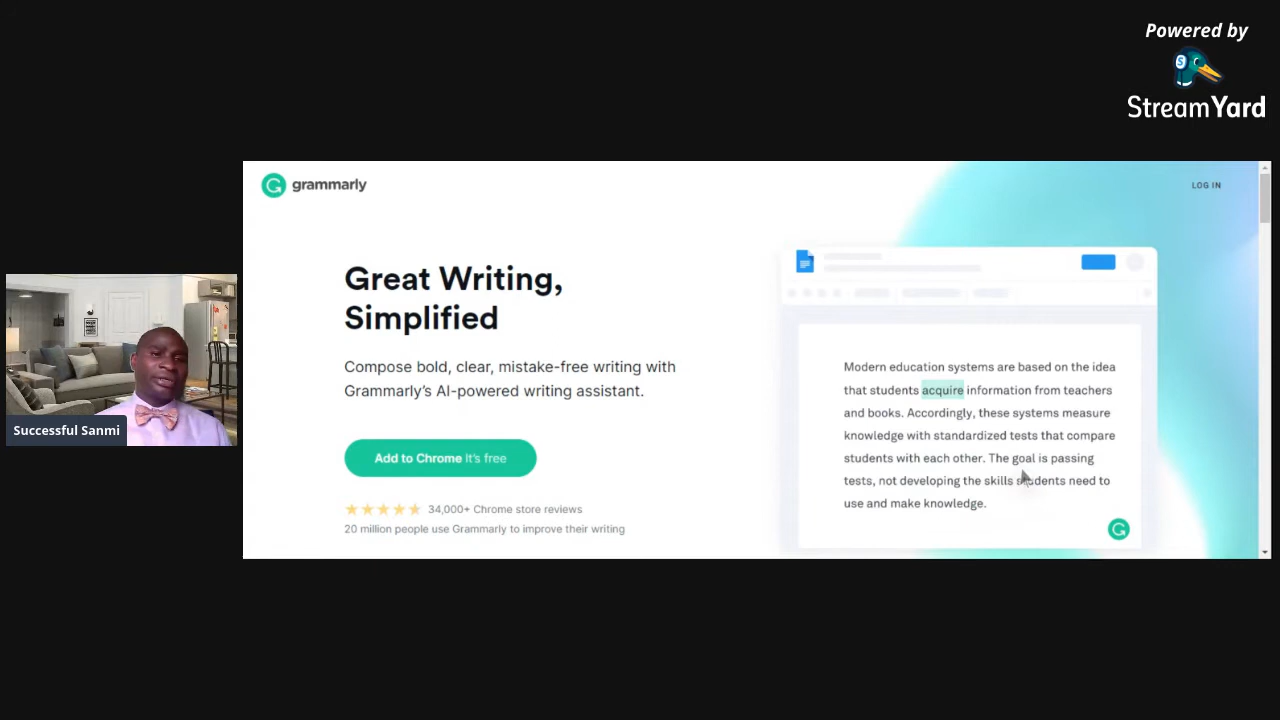 Powered by
StreamYard
grammarly
LOG IN
Great Writing,
Simplified
Compose bold, clear, mistake-free writing with
Grammarly's AI-powered writing assistant.
Add to Chrome It's free
34,000+ Chrome store reviews
20 million people use Grammarly to improve their writing
Modern education systems are based on the idea
that students acquire information from teachers
and books. Accordingly, these systems measure
knowledge with standardized tests that compare
students with each other. The goal is passing
tests, not developing the skills students need to
use and make knowledge.
Successful Sanmi